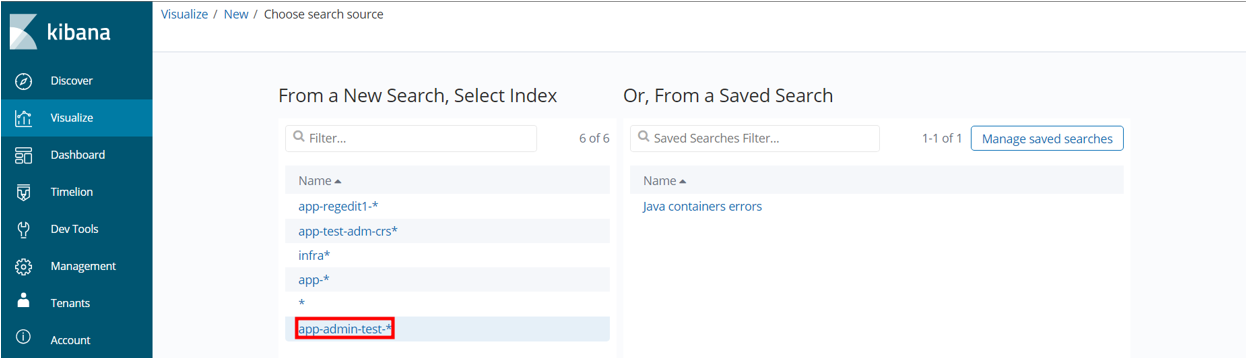 kibana
Discover
Visualize
Dashboard
Timelion
Dev Tools
Management
Tenants
Account
Visualize / New / Choose search source
From a New Search, Select Index
Filter...
6 of 6
Name
app-regedit1-*
app-test-adm-crs*
infra*
app-*
*
app-admin-test-*
Or, From a Saved Search
Saved Searches Filter...
1-1 of 1
Manage saved searches
Name
Java containers errors